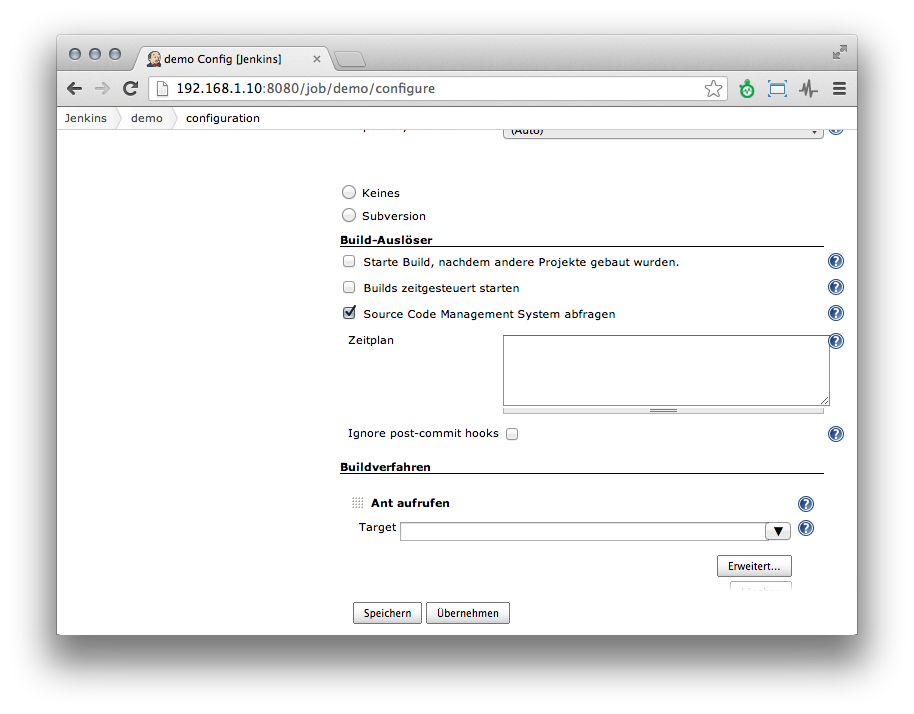 demo Config [Jenkins]
192.168.1.10:8080/job/demo/configure
Jenkins demo configuration
(Auto)
Keines
Subversion
Build-Auslöser
Starte Build, nachdem andere Projekte gebaut wurden.
Builds zeitgesteuert starten
Source Code Management System abfragen
Zeitplan
Ignore post-commit hooks
Buildverfahren
Ant aufrufen
Target
Erweitert...
Speichern Übernehmen